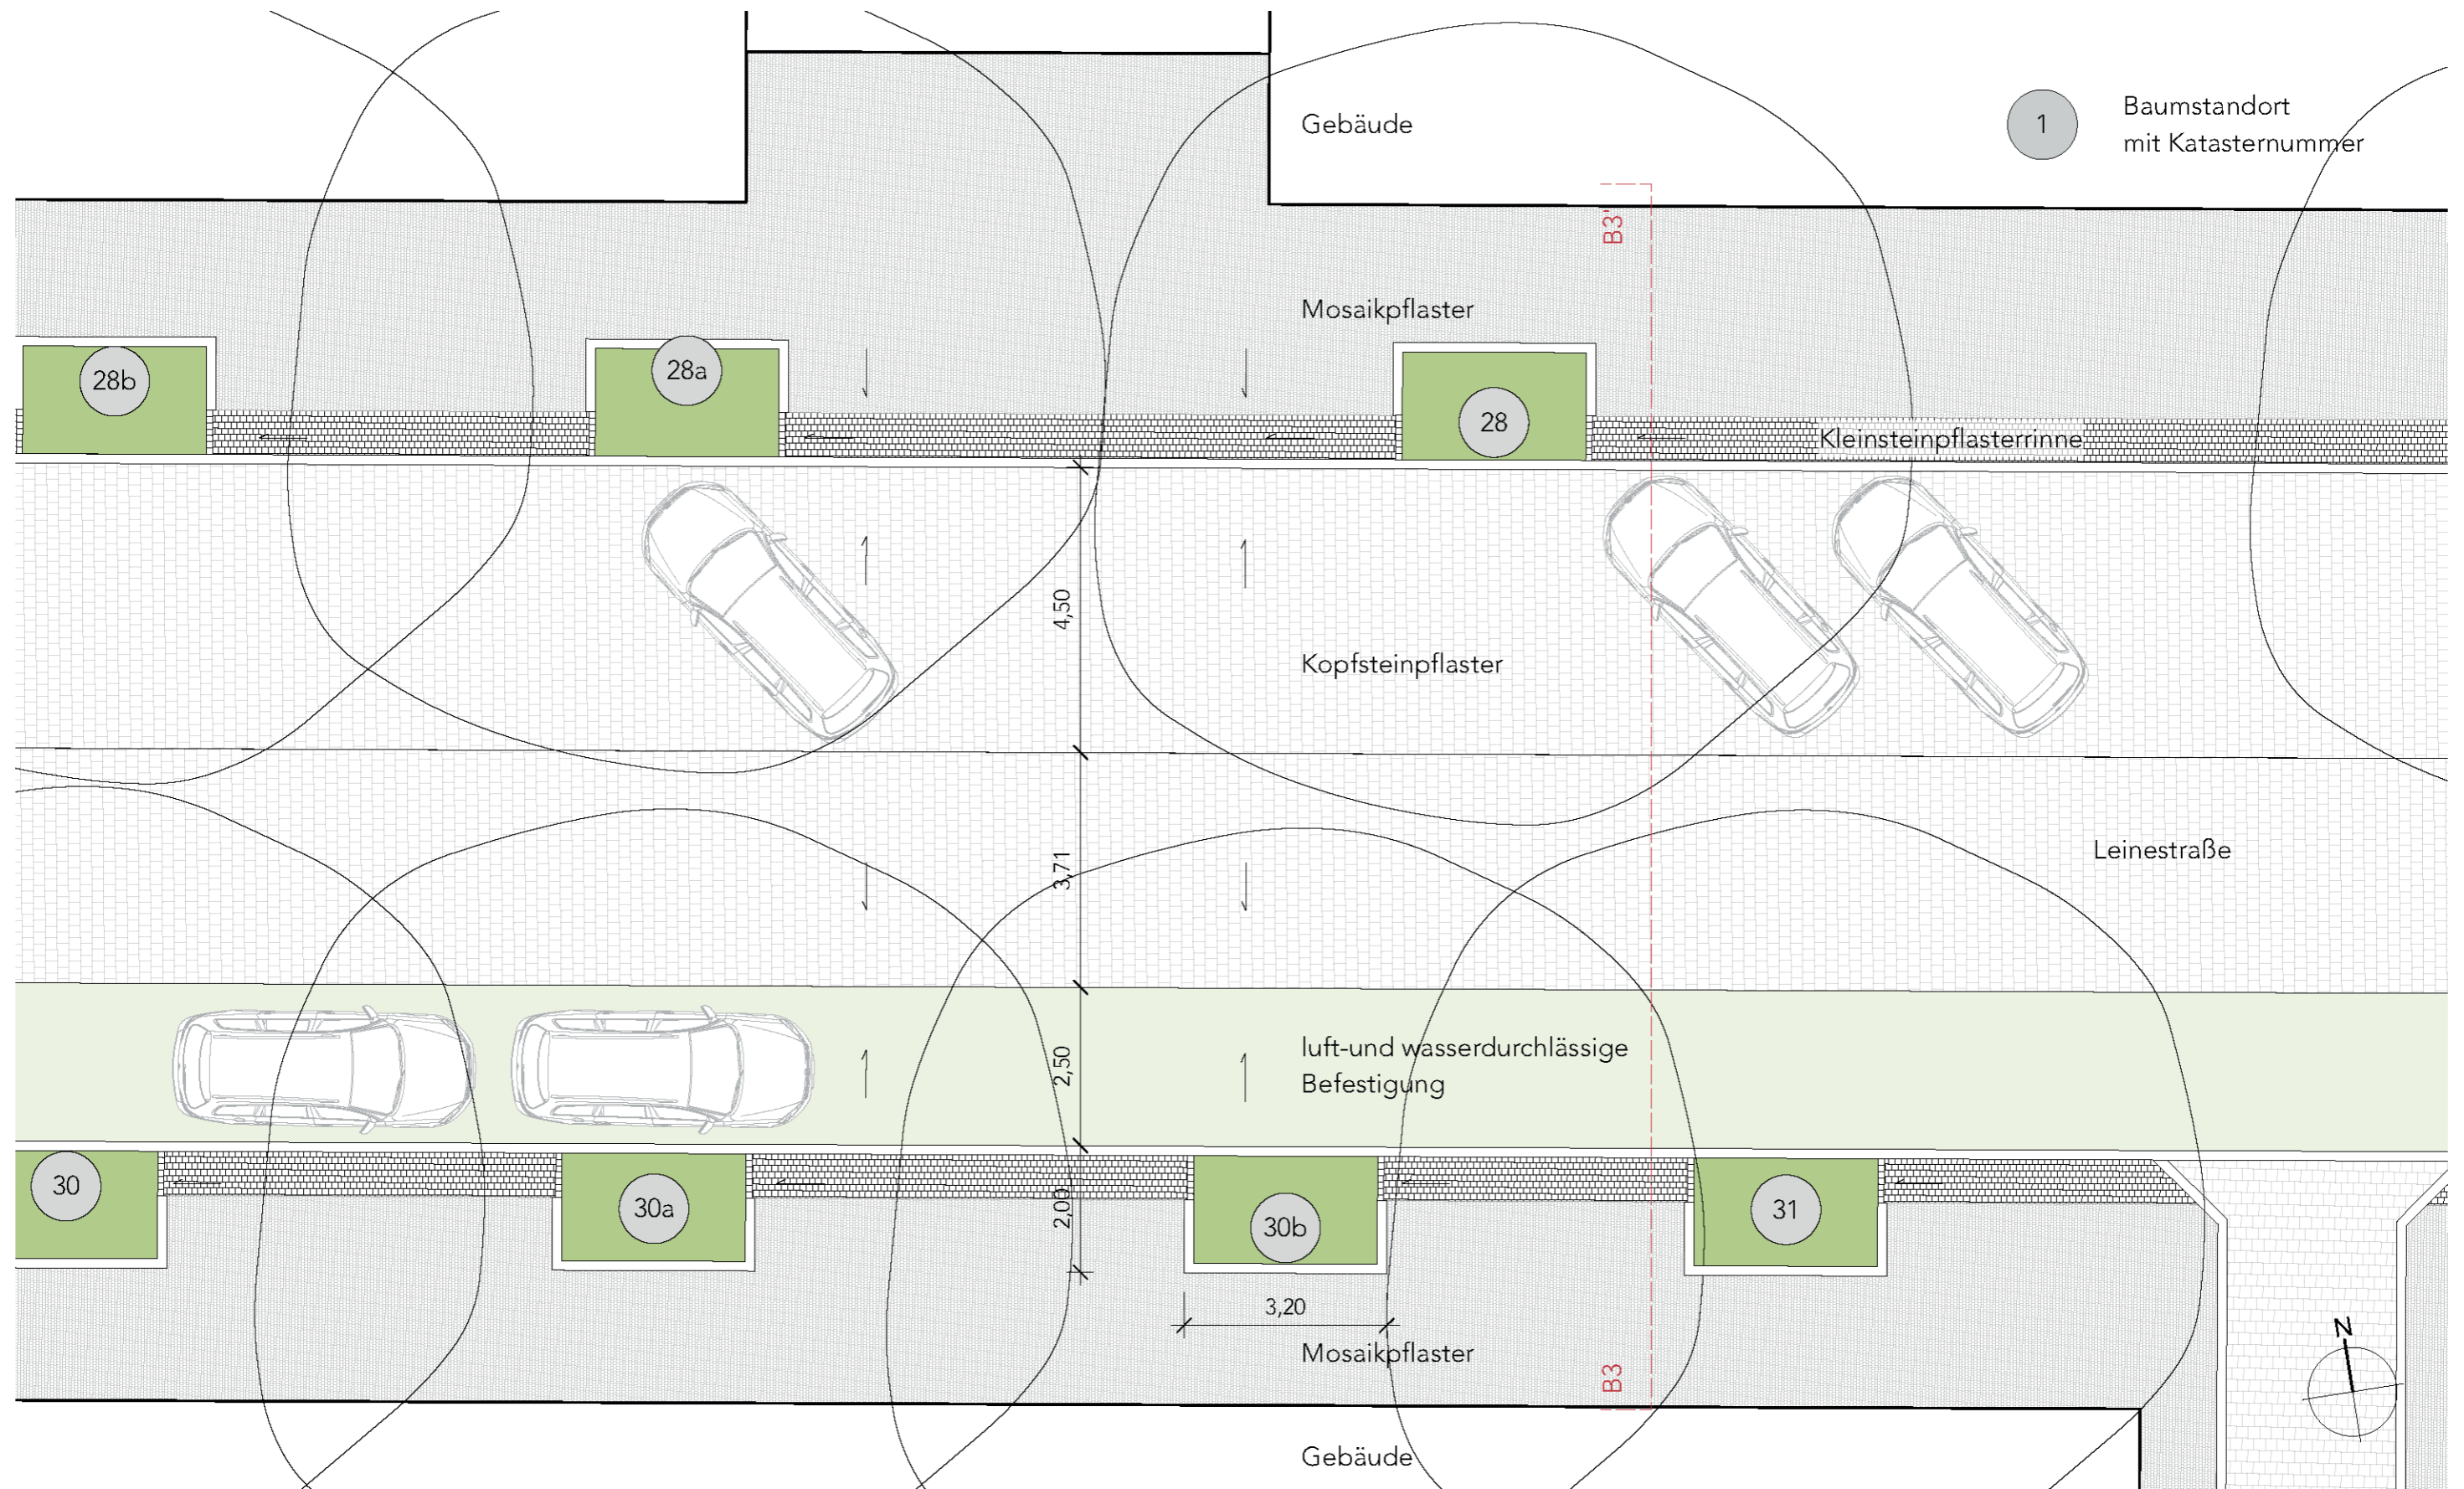 Gebäude
1
Baumstandort
mit Katasternummer
B3'
Mosaikpflaster
28b
28a
28
Kleinsteinpflasterrinne
4,50
Kopfsteinpflaster
3,71
Leinestraße
2,50
luft-und wasserdurchlässige
Befestigung
30
30a
2,00
30b
31
3,20
Mosaikpflaster
B3
N
Gebäude